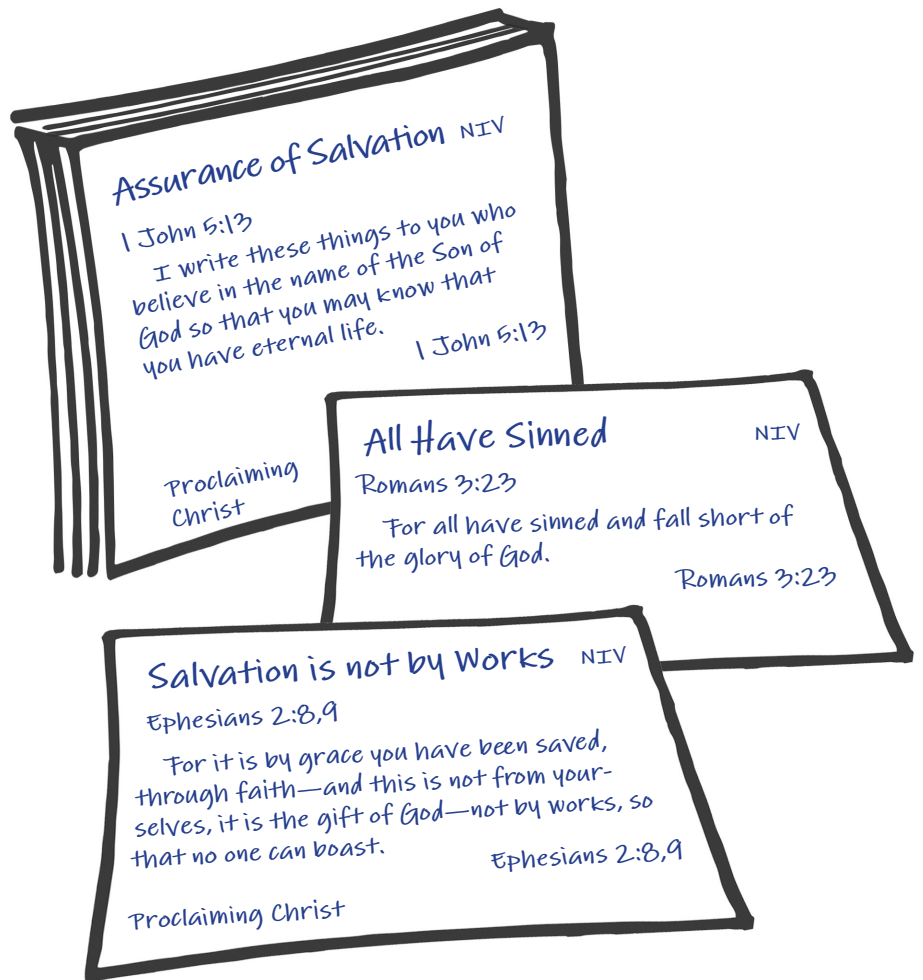 Assurance of Salvation NIV
1 John 5:13
I write these things to you who
believe in the name of the Son of
God so that you may know that
you have eternal life.
1 John 5:13
Proclaiming
Christ
All Have Sinned NIV
Romans 3:23
For all have sinned and fall short of
the glory of God.
Romans 3:23
Salvation is not by Works NIV
Ephesians 2:8,9
For it is by grace you have been saved,
through faith—and this is not from your-
selves, it is the gift of God—not by works, so
that no one can boast.
Ephesians 2:8,9
Proclaiming Christ